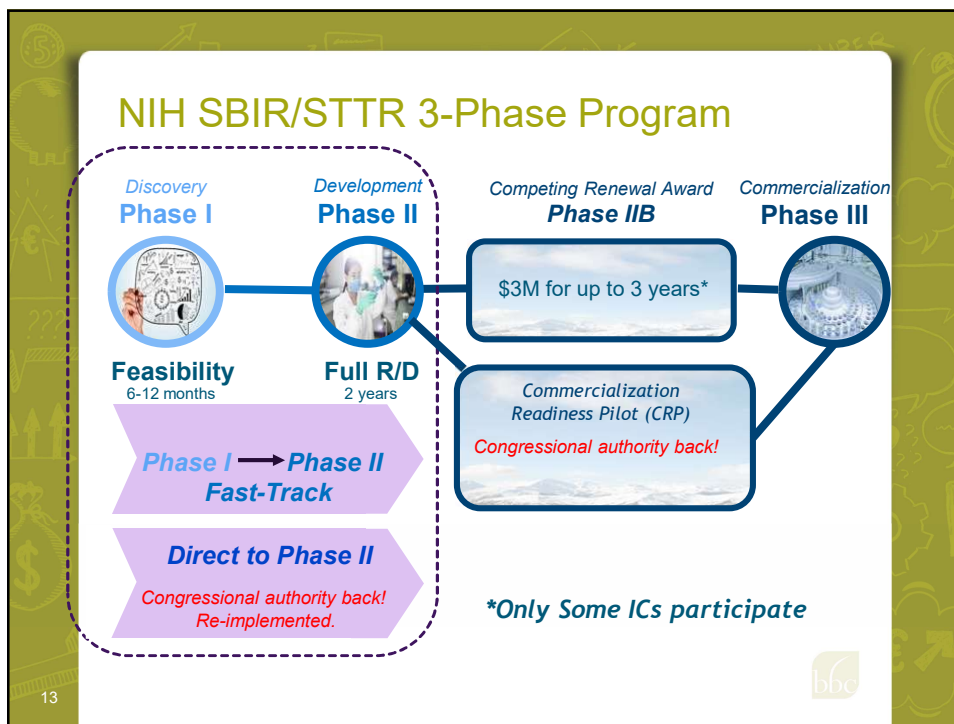 NIH SBIR/STTR 3-Phase Program
Discovery
Phase I
Feasibility
6-12 months
Development
Phase II
Full R/D
2 years
Competing Renewal Award
Phase IIB
$3M for up to 3 years*
Commercialization
Phase III
Commercialization
Readiness Pilot (CRP)
Congressional authority back!
Phase I Phase II
Fast-Track
Direct to Phase II
Congressional authority back!
Re-implemented.
*Only Some ICs participate
bbc
13